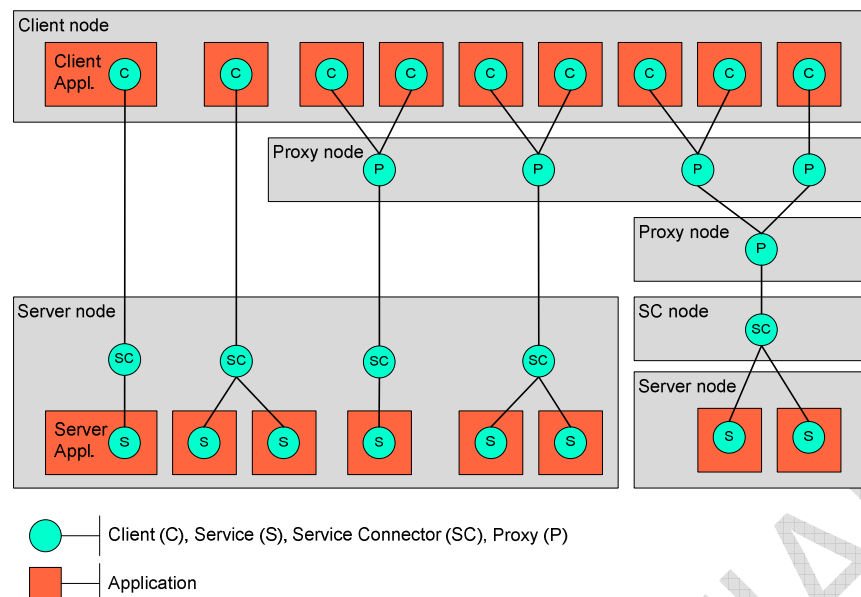 Client node
Client
Appl.
C
C
C
C
C
C
C
C
C
Proxy node
P
P
P
P
Proxy node
P
Server node
SC node
SC
SC
SC
SC
SC
Server node
Server
Appl.
S
S
S
S
S
S
S
S
Client (C), Service (S), Service Connector (SC), Proxy (P)
Application